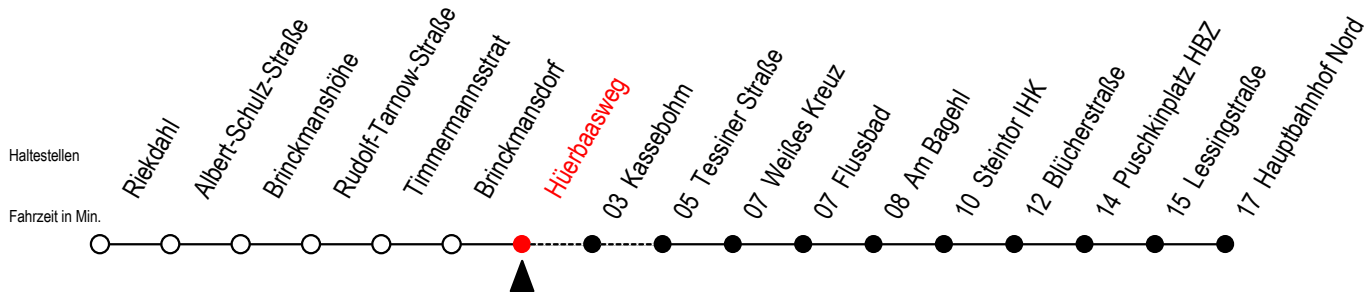 Haltestellen
Fahrzeit in Min.
Riekdahl
Albert-Schulz-Straße
Brinckmanshöhe
Rudolf-Tarnow-Straße
Timmermannsstrat
Brinckmansdorf
Hüerbaasweg
03 Kassebohm
05 Tessiner Straße
07 Weißes Kreuz
07 Flussbad
08 Am Bagehl
10 Steintor IHK
12 Blücherstraße
14 Puschkinplatz HBZ
15 Lessingstraße
17 Hauptbahnhof Nord